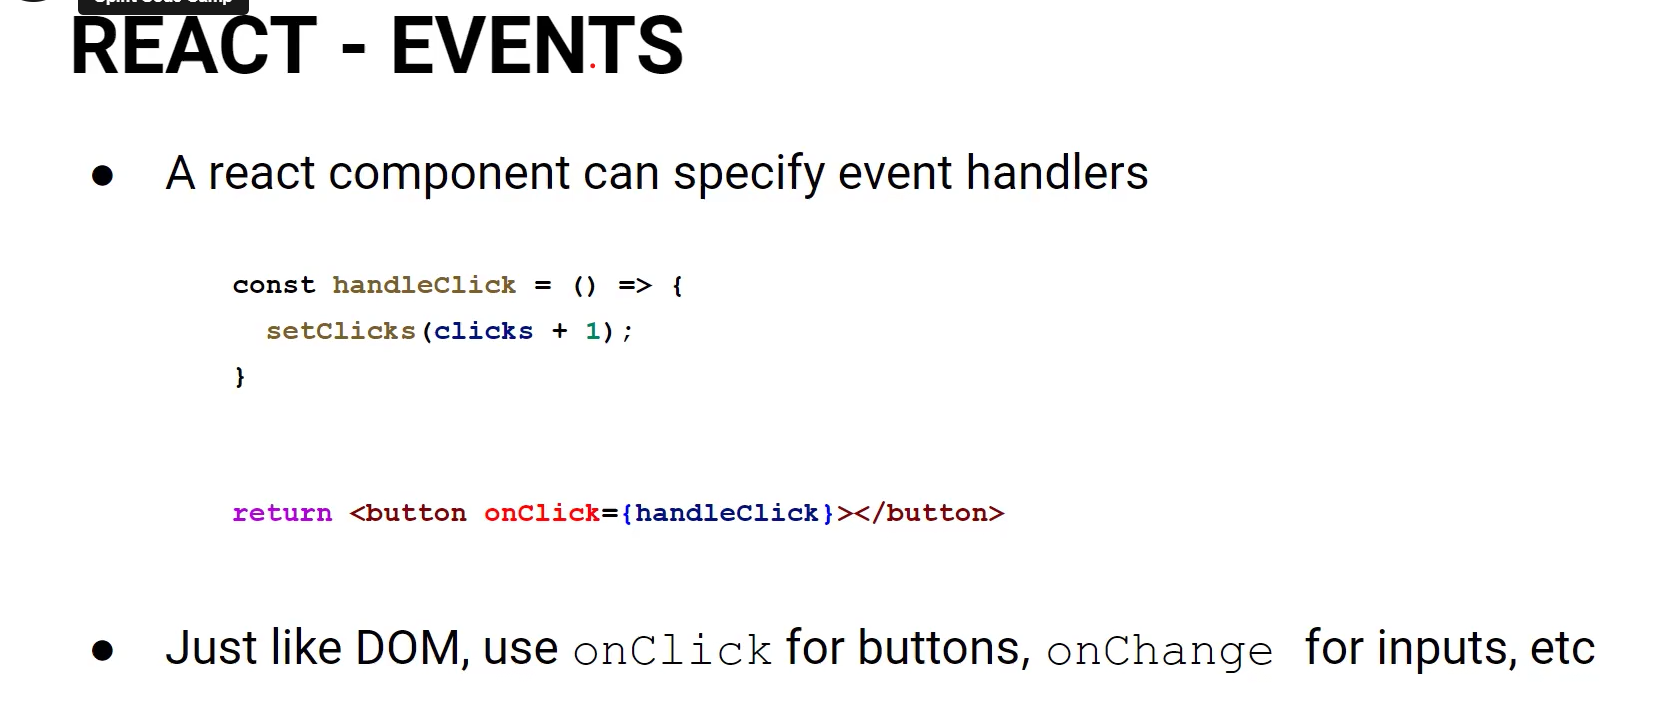 REACT - EVENTS
● A react component can specify event handlers
const handleClick = () => {
setClicks(clicks + 1);
}
return <button onClick={handleClick}></button>
● Just like DOM, use onClick for buttons, onChange for inputs, etc